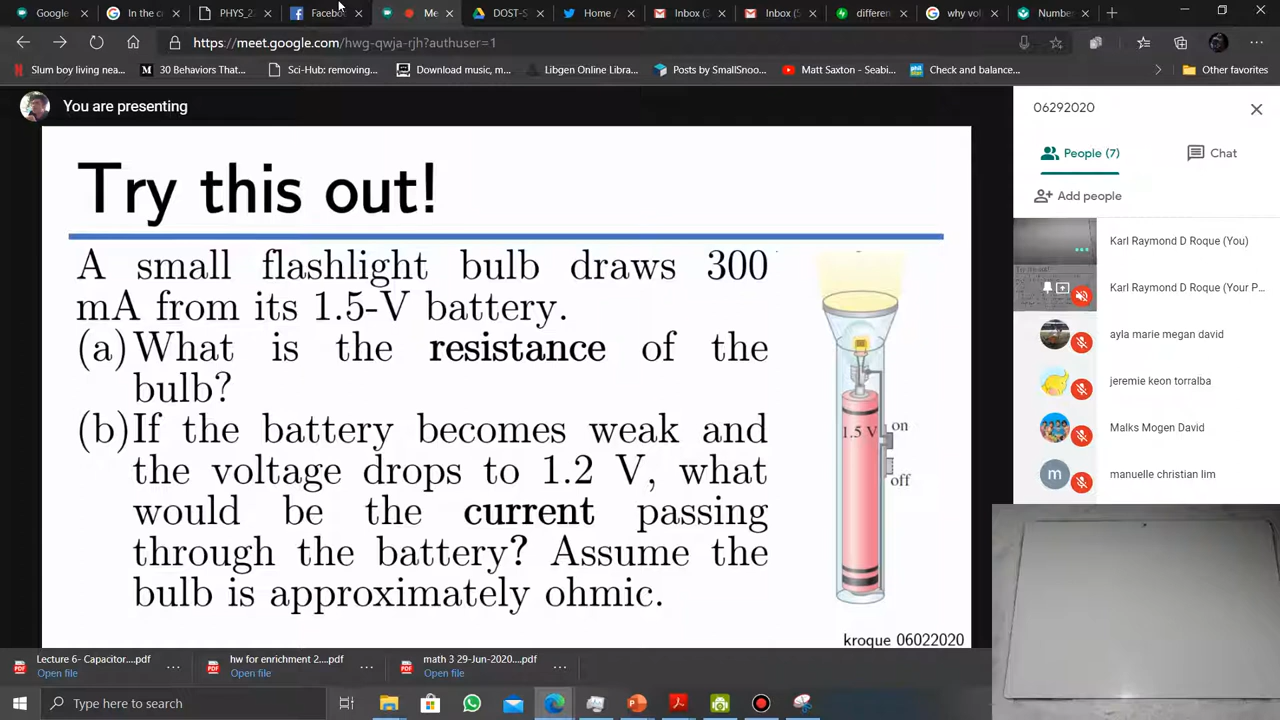 Google
In the c
PHYS_2
Facebo
Me
DOST-S
Home /
Inbox (
Inbox (
differen
why vol
Number
https://meet.google.com/hwg-qwja-rjh?authuser=1
Slum boy living nea...
30 Behaviors That...
Sci-Hub: removing...
Download music, m...
Libgen Online Libra...
Posts by SmallSnoo...
Matt Saxton - Seabi...
Check and balance...
Other favorites
You are presenting
Try this out!
A small flashlight bulb draws 300
mA from its 1.5-V battery.
(a) What is the resistance of the
bulb?
(b) If the battery becomes weak and
the voltage drops to 1.2 V, what
would be the current passing
through the battery? Assume the
bulb is approximately ohmic.
1.5 V
on
off
kroque 06022020
06292020
People (7)
Chat
Add people
Karl Raymond D Roque (You)
Karl Raymond D Roque (Your P...
ayla marie megan david
jeremie keon torralba
Malks Mogen David
m
manuelle christian lim
Lecture 6- Capacitor....pdf
Open file
hw for enrichment 2....pdf
Open file
math 3 29-Jun-2020....pdf
Open file
Type here to search